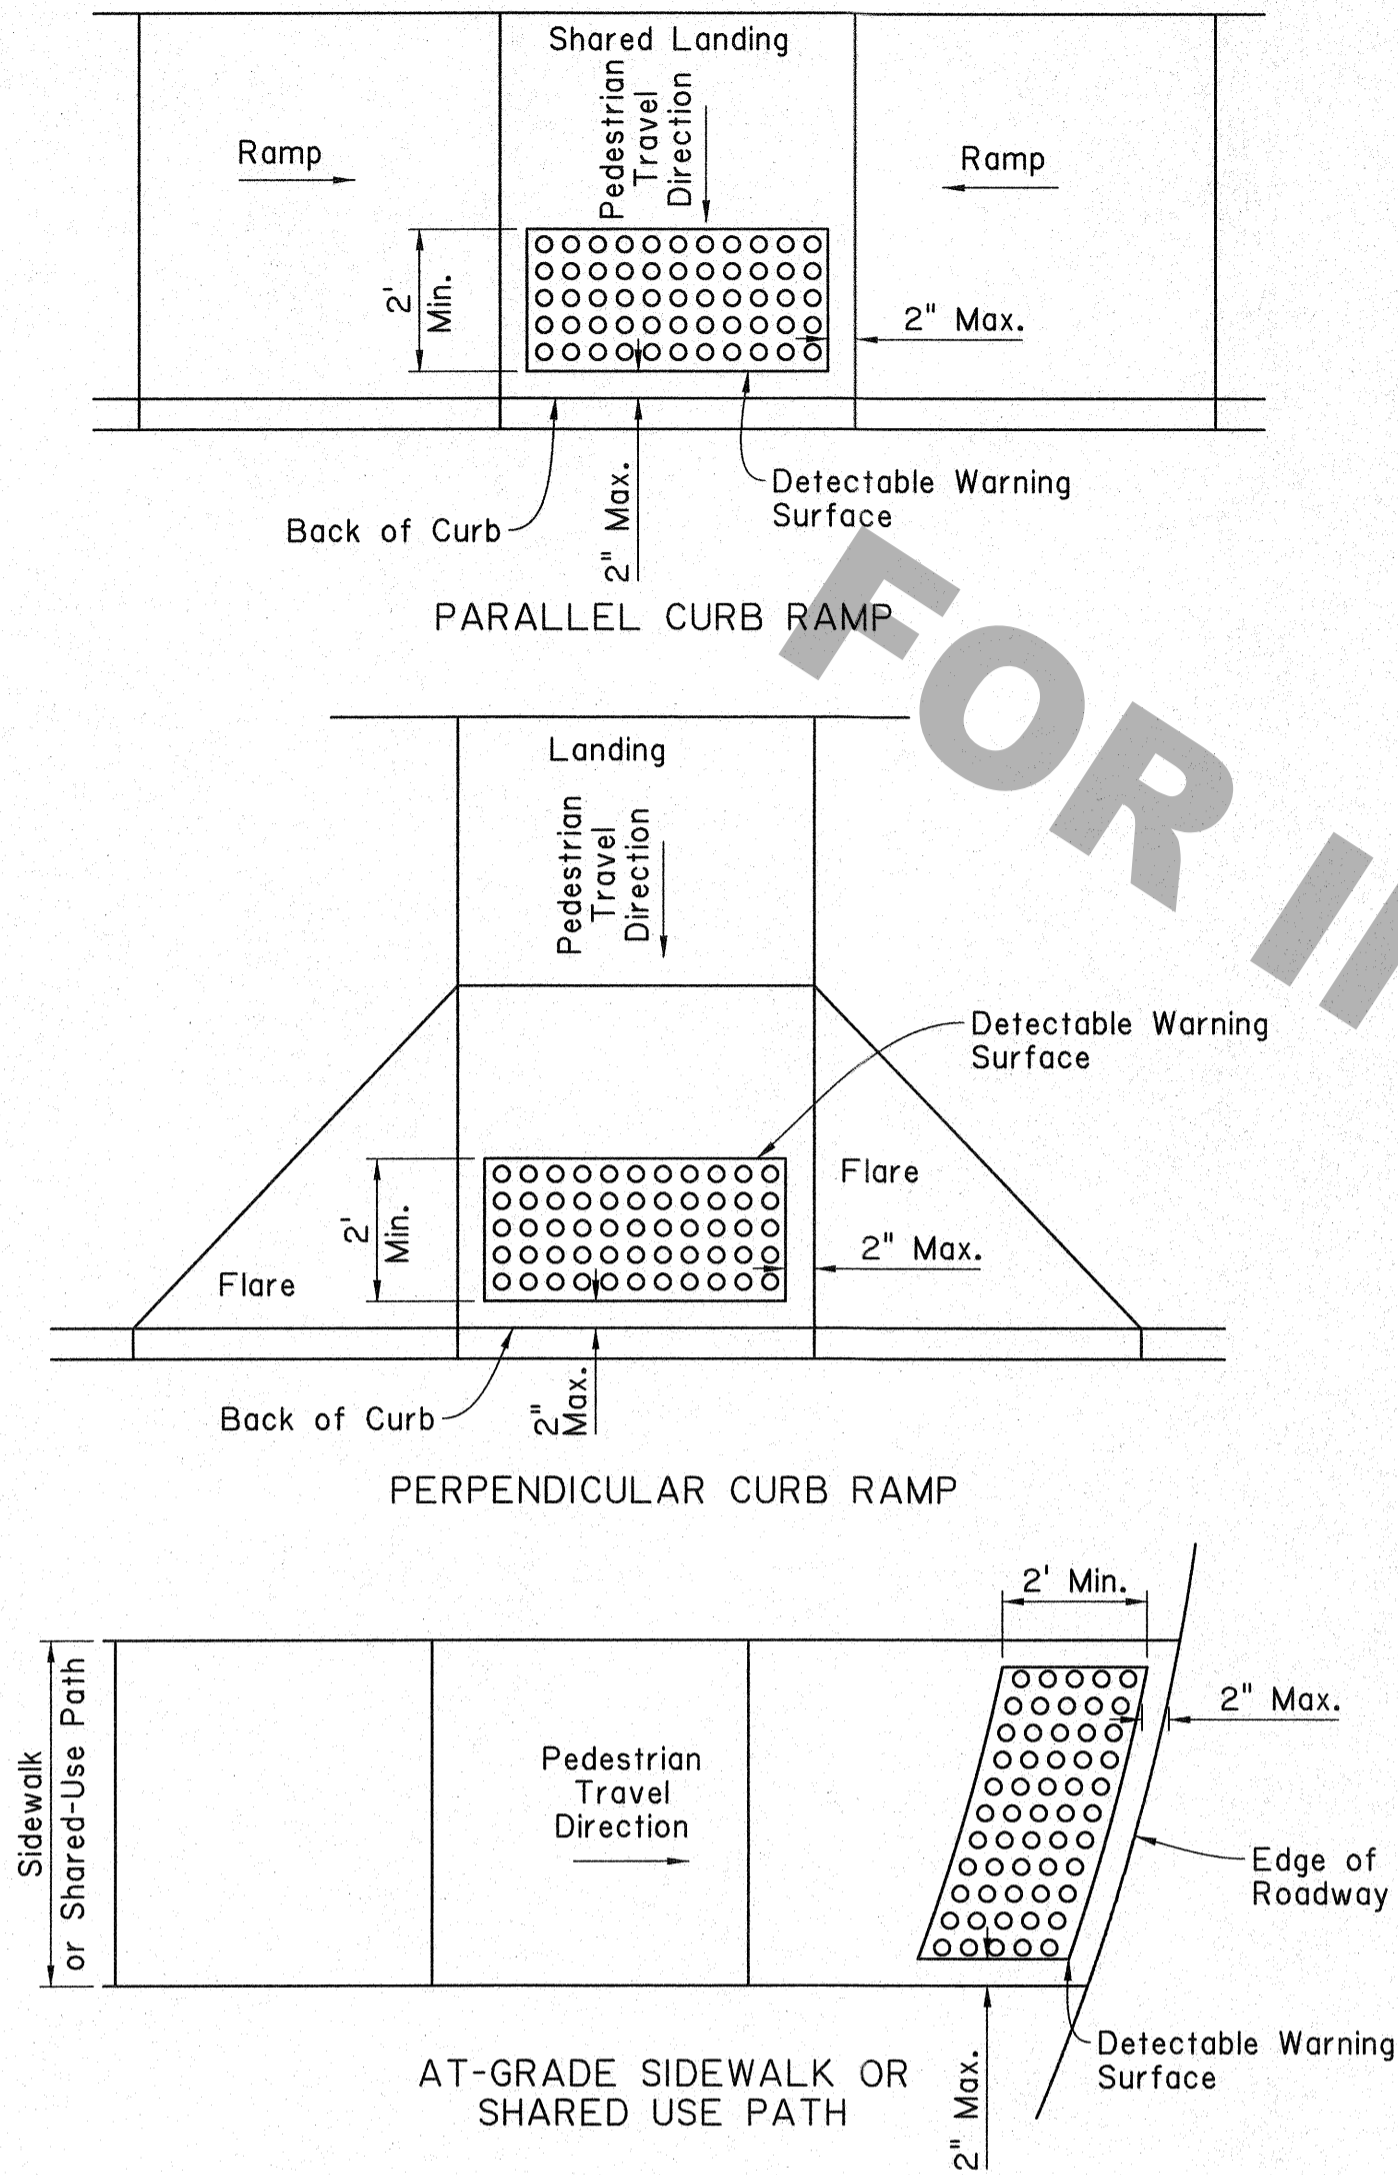 Shared Landing
Pedestrian
Travel
Direction
Ramp
Ramp
2'
Min.
2" Max.
Detectable Warning
Surface
Back of Curb
2" Max.
PARALLEL CURB RAMP
FOR
Landing
Pedestrian
Travel
Direction
Detectable Warning
Surface
Flare
2'
Min.
2" Max.
Flare
Back of Curb
2"
Max.
PERPENDICULAR CURB RAMP
2' Min.
Sidewalk
or Shared-Use Path
2" Max.
Pedestrian
Travel
Direction
Edge of
Roadway
Detectable Warning
Surface
2" Max.
AT-GRADE SIDEWALK OR
SHARED USE PATH